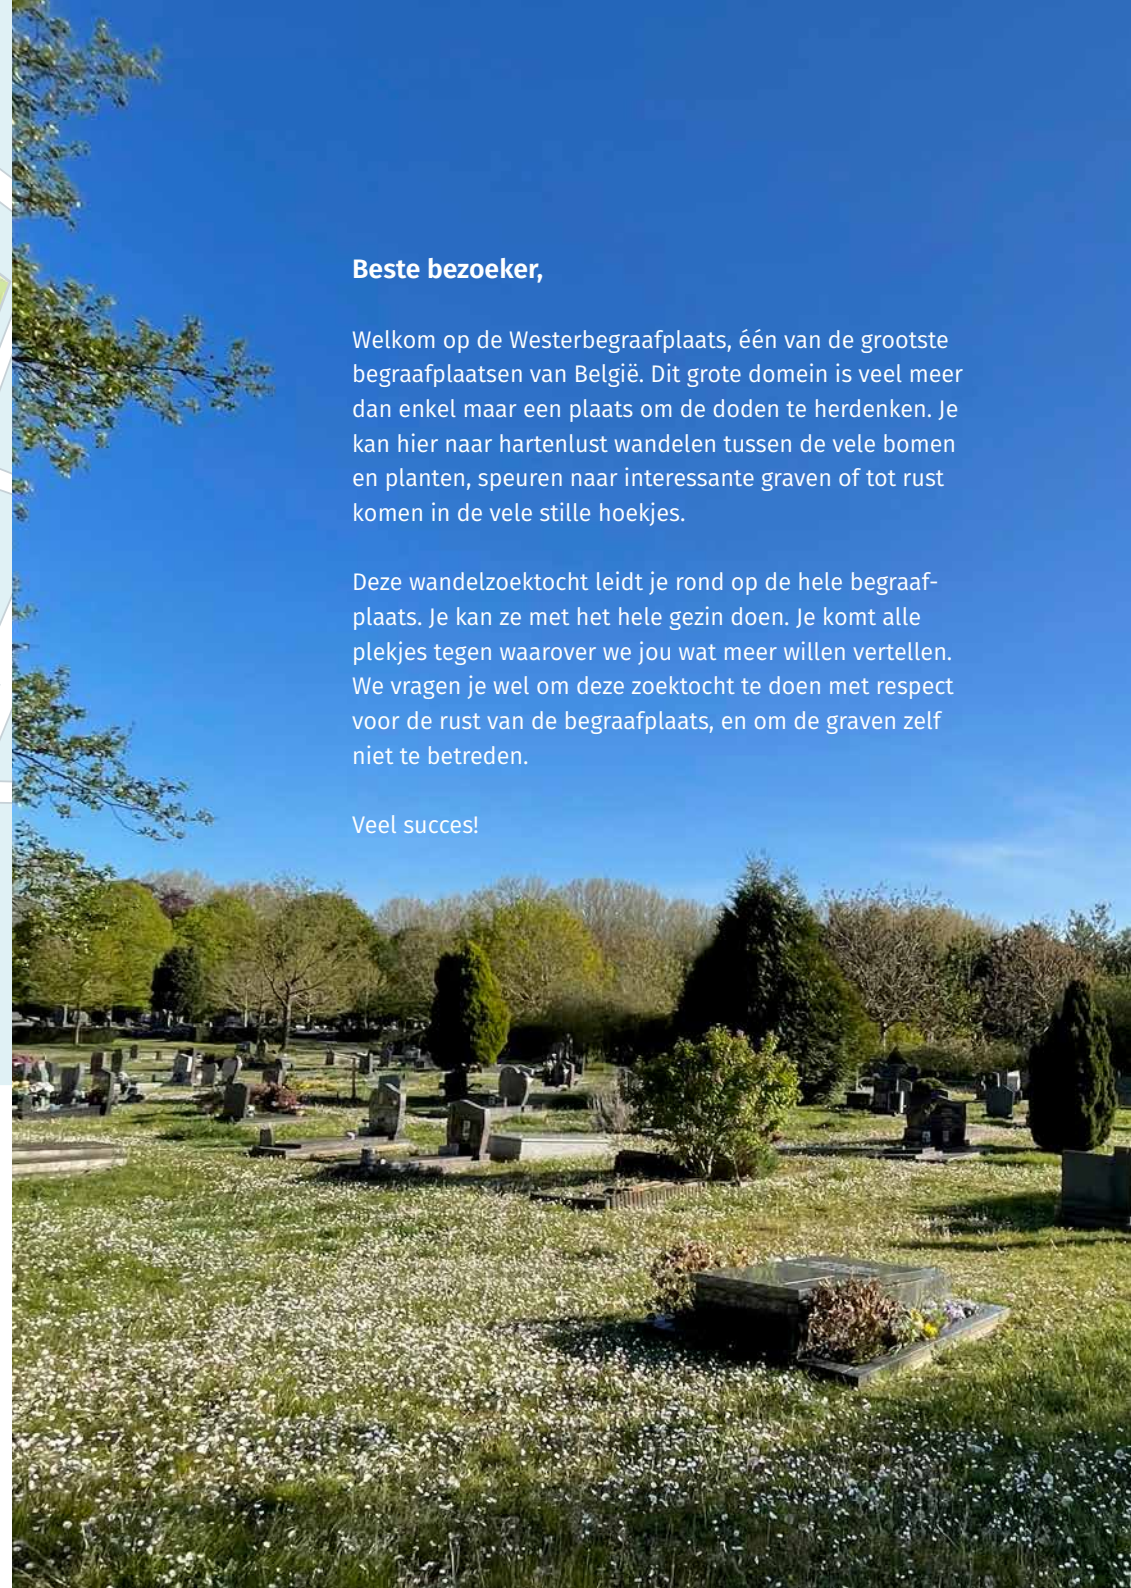 Beste bezoeker,
Welkom op de Westerbegraafplaats, één van de grootste
begraafplaatsen van België. Dit grote domein is veel meer
dan enkel maar een plaats om de doden te herdenken. Je
kan hier naar hartenlust wandelen tussen de vele bomen
en planten, speuren naar interessante graven of tot rust
komen in de vele stille hoekjes.
Deze wandelzoektocht leidt je rond op de hele begraaf-
plaats. Je kan ze met het hele gezin doen. Je komt alle
plekjes tegen waarover we jou wat meer willen vertellen.
We vragen je wel om deze zoektocht te doen met respect
voor de rust van de begraafplaats, en om de graven zelf
niet te betreden.
Veel succes!